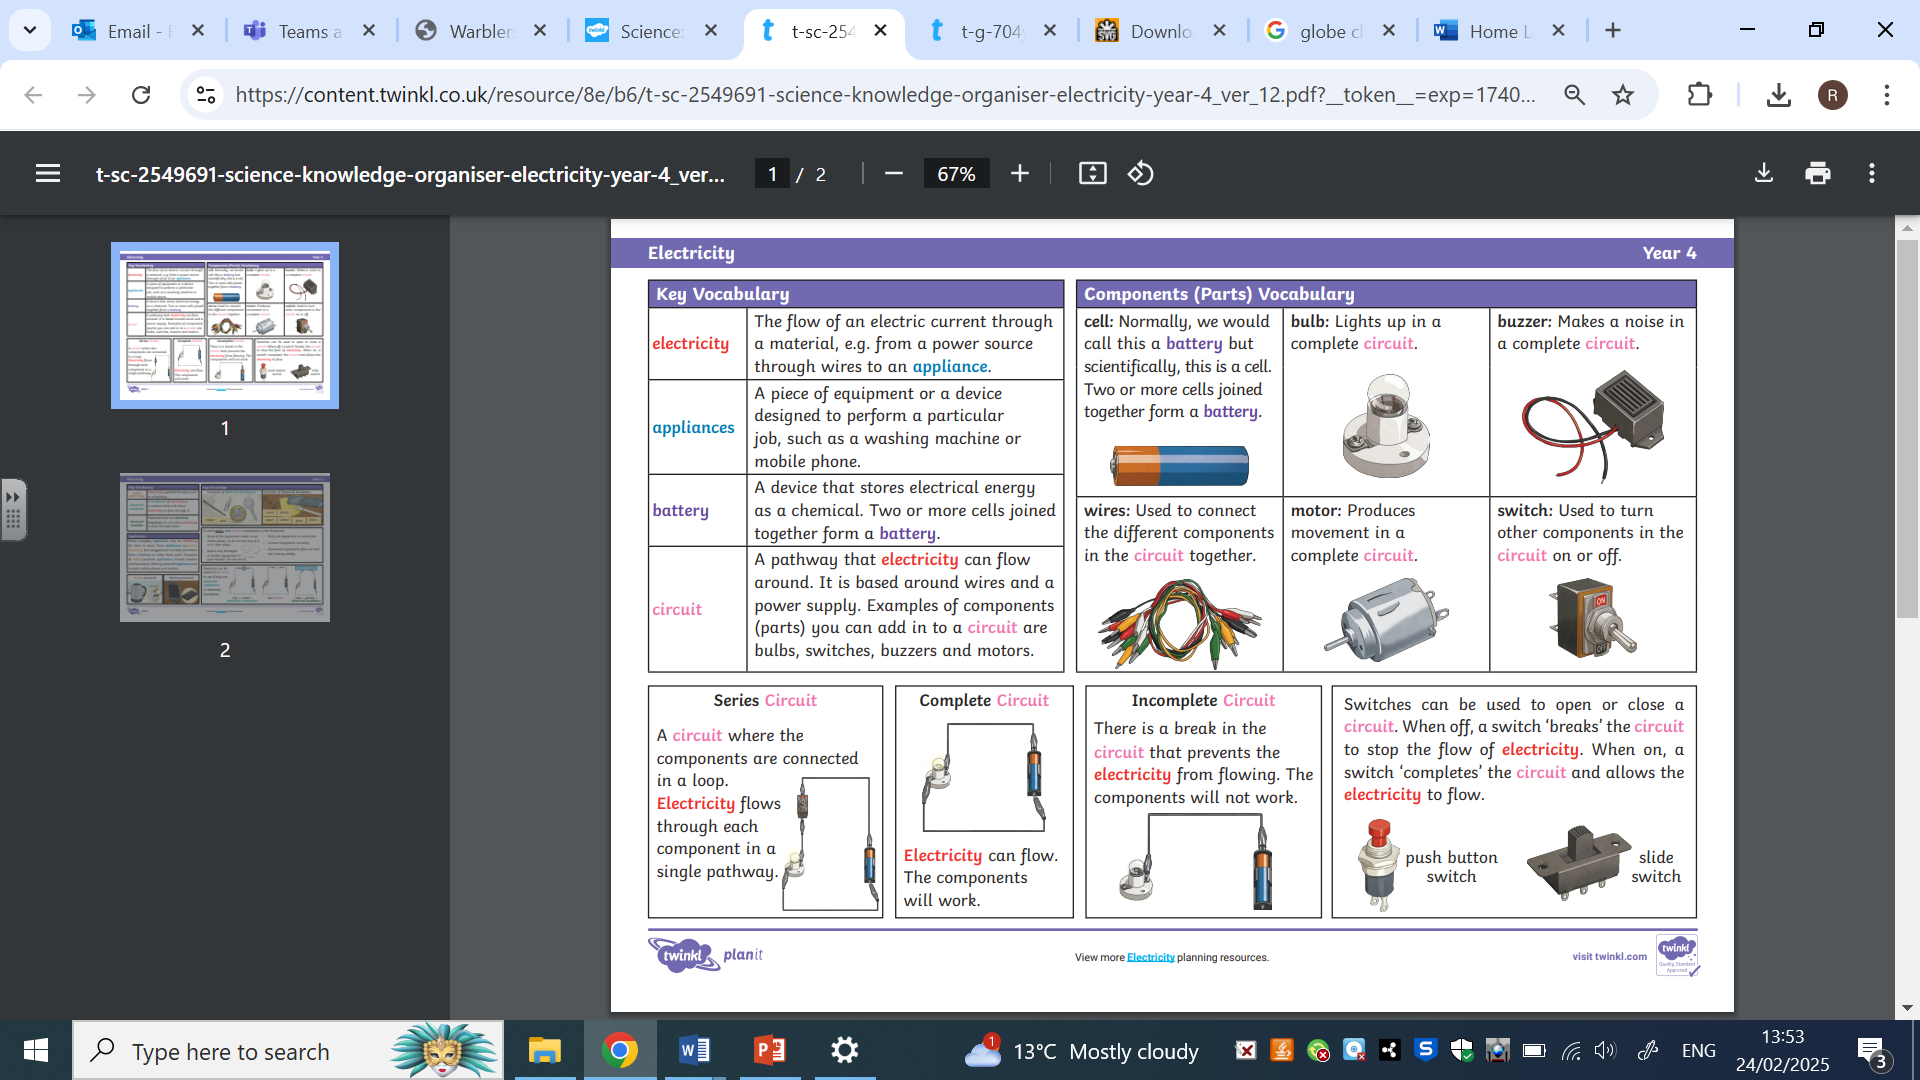 Email -
Teams a
Warbler
Science:
t-sc-254
t-g-704
Downlo
globe cl
Home L
https://content.twinkl.co.uk/resource/8e/b6/t-sc-2549691-science-knowledge-organiser-electricity-year-4_ver_12.pdf?__token__=exp=1740...
R
t-sc-2549691-science-knowledge-organiser-electricity-year-4_ver...
1 / 2
67%
1
2
Electricity
Year 4
Key Vocabulary
electricity
The flow of an electric current through
a material, e.g. from a power source
through wires to an appliance.
appliances
A piece of equipment or a device
designed to perform a particular
job, such as a washing machine or
mobile phone.
battery
A device that stores electrical energy
as a chemical. Two or more cells joined
together form a battery.
circuit
A pathway that electricity can flow
around. It is based around wires and a
power supply. Examples of components
(parts) you can add in to a circuit are
bulbs, switches, buzzers and motors.
Components (Parts) Vocabulary
cell: Normally, we would
call this a battery but
scientifically, this is a cell.
Two or more cells joined
together form a battery.
bulb: Lights up in a
complete circuit.
buzzer: Makes a noise in
a complete circuit.
wires: Used to connect
the different components
in the circuit together.
motor: Produces
movement in a
complete circuit.
switch: Used to turn
other components in the
circuit on or off.
ON
OFF
Series Circuit
A circuit where the
components are connected
in a loop.
Electricity flows
through each
component in a
single pathway.
Complete Circuit
Electricity can flow.
The components
will work.
Incomplete Circuit
There is a break in the
circuit that prevents the
electricity from flowing. The
components will not work.
Switches can be used to open or close a
circuit. When off, a switch ‘breaks’ the circuit
to stop the flow of electricity. When on, a
switch ‘completes’ the circuit and allows the
electricity to flow.
push button
switch
slide
switch
twinkl planit
View more Electricity planning resources.
visit twinkl.com
twinkl
Quality Standard
Approved
Type here to search
1
13°C Mostly cloudy
ENG
13:53
24/02/2025
3